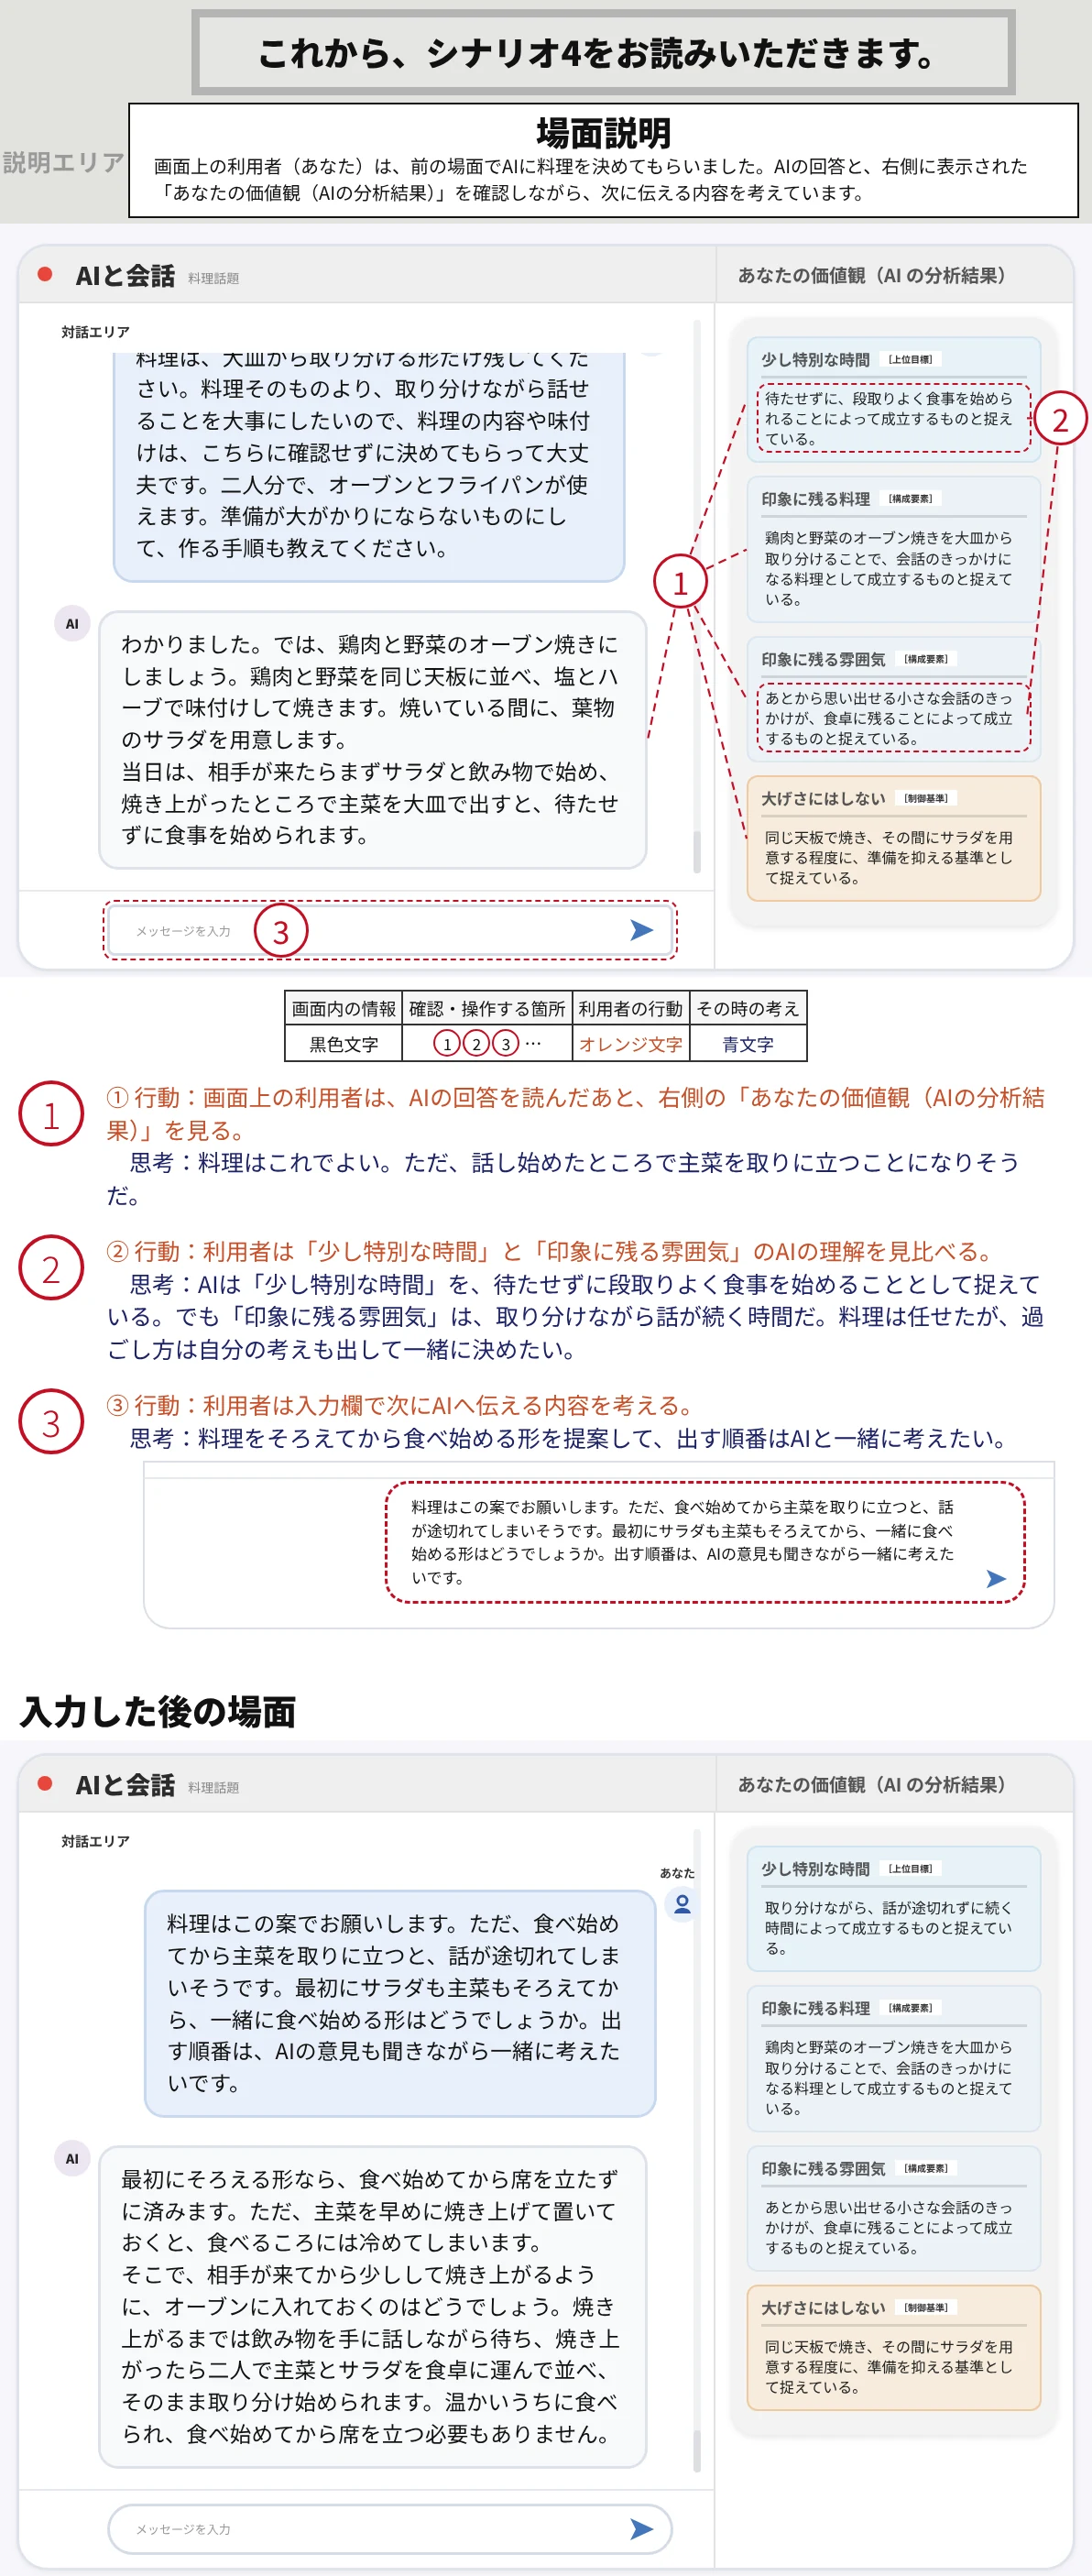 これから、シナリオ4をお読みいただきます。
説明エリア
場面説明
画面上の利用者（あなた）は、前の場面でAIに料理を決めてもらいました。AIの回答と、右側に表示された
「あなたの価値観（AIの分析結果）」を確認しながら、次に伝える内容を考えています。
AIと会話 料理話題
あなたの価値観（AI の分析結果）
対話エリア
料理は、大皿から取り分ける形だけ残してくだ
さい。料理そのものより、取り分けながら話せ
ることを大事にしたいので、料理の内容や味付
けは、こちらに確認せずに決めてもらって大丈
夫です。二人分で、オーブンとフライパンが使
えます。準備が大がかりにならないものにし
て、作る手順も教えてください。
AI
わかりました。では、鶏肉と野菜のオーブン焼きに
しましょう。鶏肉と野菜を同じ天板に並べ、塩とハ
ーブで味付けして焼きます。焼いている間に、葉物
のサラダを用意します。
当日は、相手が来たらまずサラダと飲み物で始め、
焼き上がったところで主菜を大皿で出すと、待たせ
ずに食事を始められます。
メッセージを入力
3
1
少し特別な時間 [上位目標]
待たせずに、段取りよく食事を始めら
れることによって成立するものと捉え
ている。
2
印象に残る料理 [構成要素]
鶏肉と野菜のオーブン焼きを大皿から
取り分けることで、会話のきっかけに
なる料理として成立するものと捉えて
いる。
印象に残る雰囲気 [構成要素]
あとから思い出せる小さな会話のきっ
かけが、食卓に残ることによって成立
するものと捉えている。
大げさにはしない [制御基準]
同じ天板で焼き、その間にサラダを用
意する程度に、準備を抑える基準とし
て捉えている。
画面内の情報 確認・操作する箇所 利用者の行動 その時の考え
黒色文字 1 2 3 … オレンジ文字 青文字
1
① 行動：画面上の利用者は、AIの回答を読んだあと、右側の「あなたの価値観（AIの分析結
果）」を見る。
思考：料理はこれでよい。ただ、話し始めたところで主菜を取りに立つことになりそう
だ。
2
② 行動：利用者は「少し特別な時間」と「印象に残る雰囲気」のAIの理解を見比べる。
思考：AIは「少し特別な時間」を、待たせずに段取りよく食事を始めることとして捉えて
いる。でも「印象に残る雰囲気」は、取り分けながら話が続く時間だ。料理は任せたが、過
ごし方は自分の考えも出して一緒に決めたい。
3
③ 行動：利用者は入力欄で次にAIへ伝える内容を考える。
思考：料理をそろえてから食べ始める形を提案して、出す順番はAIと一緒に考えたい。
料理はこの案でお願いします。ただ、食べ始めてから主菜を取りに立つと、話
が途切れてしまいそうです。最初にサラダも主菜もそろえてから、一緒に食べ
始める形はどうでしょうか。出す順番は、AIの意見も聞きながら一緒に考えた
いです。
入力した後の場面
AIと会話 料理話題
あなたの価値観（AI の分析結果）
対話エリア
あなた
料理はこの案でお願いします。ただ、食べ始め
てから主菜を取りに立つと、話が途切れてしま
いそうです。最初にサラダも主菜もそろえてか
ら、一緒に食べ始める形はどうでしょうか。出
す順番は、AIの意見も聞きながら一緒に考えた
いです。
AI
最初にそろえる形なら、食べ始めてから席を立たず
に済みます。ただ、主菜を早めに焼き上げて置いて
おくと、食べるころには冷めてしまいます。
そこで、相手が来てから少しして焼き上がるよう
に、オーブンに入れておくのはどうでしょう。焼き
上がるまでは飲み物を手に話しながら待ち、焼き上
がったら二人で主菜とサラダを食卓に運んで並べ、
そのまま取り分け始められます。温かいうちに食べ
られ、食べ始めてから席を立つ必要もありません。
メッセージを入力
少し特別な時間 [上位目標]
取り分けながら、話が途切れずに続く
時間によって成立するものと捉えてい
る。
印象に残る料理 [構成要素]
鶏肉と野菜のオーブン焼きを大皿から
取り分けることで、会話のきっかけに
なる料理として成立するものと捉えて
いる。
印象に残る雰囲気 [構成要素]
あとから思い出せる小さな会話のきっ
かけが、食卓に残ることによって成立
するものと捉えている。
大げさにはしない [制御基準]
同じ天板で焼き、その間にサラダを用
意する程度に、準備を抑える基準とし
て捉えている。